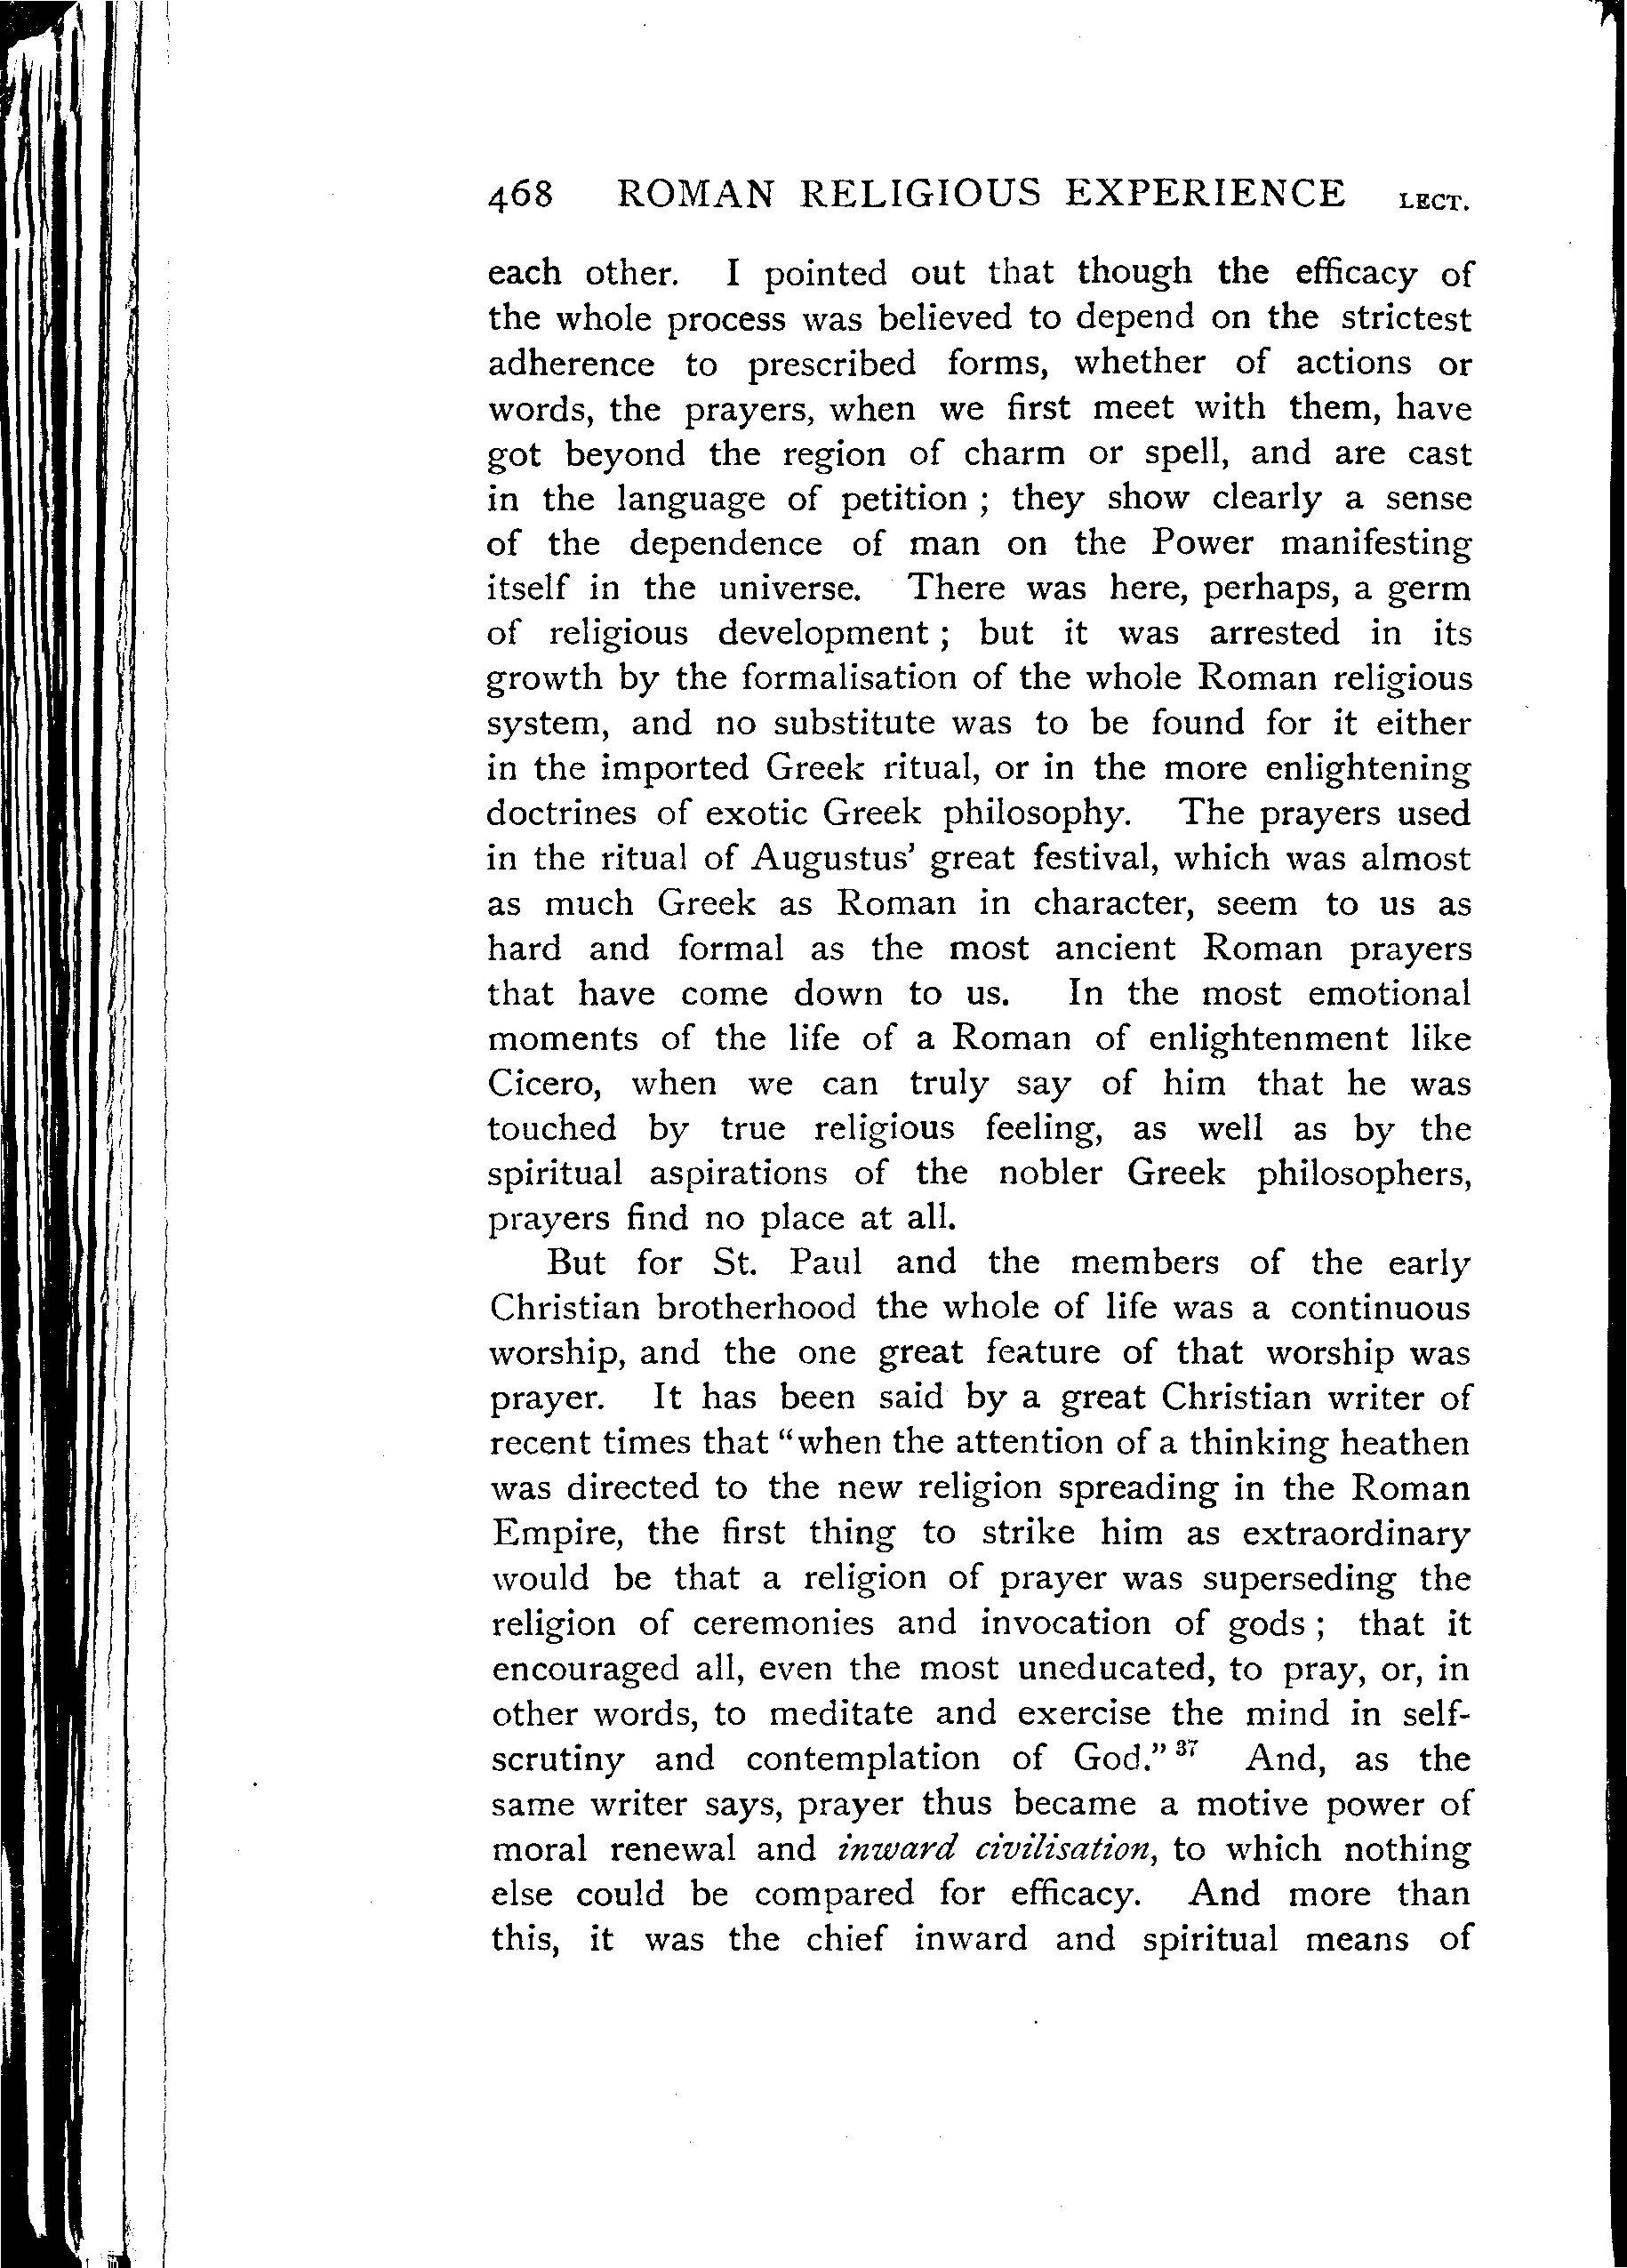 468 ROMAN RELIGIOUS EXPERIENCE LECT.
each other. I pointed out that though the efficacy of
the whole process was believed to depend on the strictest
adherence to prescribed forms, whether of actions or
words, the prayers, when we first meet with them, have
got beyond the region of charm or spell, and are cast
in the language of petition ; they show clearly a sense
of the dependence of man on the Power manifesting
itself in the universe. There was here, perhaps, a germ
of religious development ; but it was arrested in its
growth by the formalisation of the whole Roman religious
system, and no substitute was to be found for it either
in the imported Greek ritual, or in the more enlightening
doctrines of exotic Greek philosophy. The prayers used
in the ritual of Augustus' great festival, which was almost
as much Greek as Roman in character, seem to us as
hard and formal as the most ancient Roman prayers
that have come down to us. In the most emotional
moments of the life of a Roman of enlightenment like
Cicero, when we can truly say of him that he was
touched by true religious feeling, as well as by the
spiritual aspirations of the nobler Greek philosophers,
prayers find no place at all.
But for St. Paul and the members of the early
Christian brotherhood the whole of life was a continuous
worship, and the one great feature of that worship was
prayer. It has been said by a great Christian writer of
recent times that "when the attention of a thinking heathen
was directed to the new religion spreading in the Roman
Empire, the first thing to strike him as extraordinary
would be that a religion of prayer was superseding the
religion of ceremonies and invocation of gods ; that it
encouraged all, even the most uneducated, to pray, or, in
other words, to meditate and exercise the mind in self-
scrutiny and contemplation of God." 37 And, as the
same writer says, prayer thus became a motive power of
moral renewal and inward civilisation, to which nothing
else could be compared for efficacy. And more than
this, it was the chief inward and spiritual means of